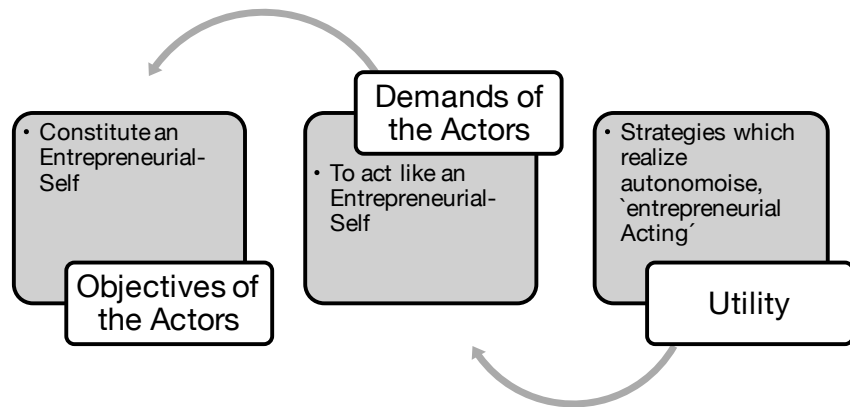 • Constitute an
Entrepreneurial-
Self
Objectives of
the Actors
Demands of
the Actors
• To act like an
Entrepreneurial-
Self
• Strategies which
realize
autonomoise,
`entrepreneurial
Acting´
Utility